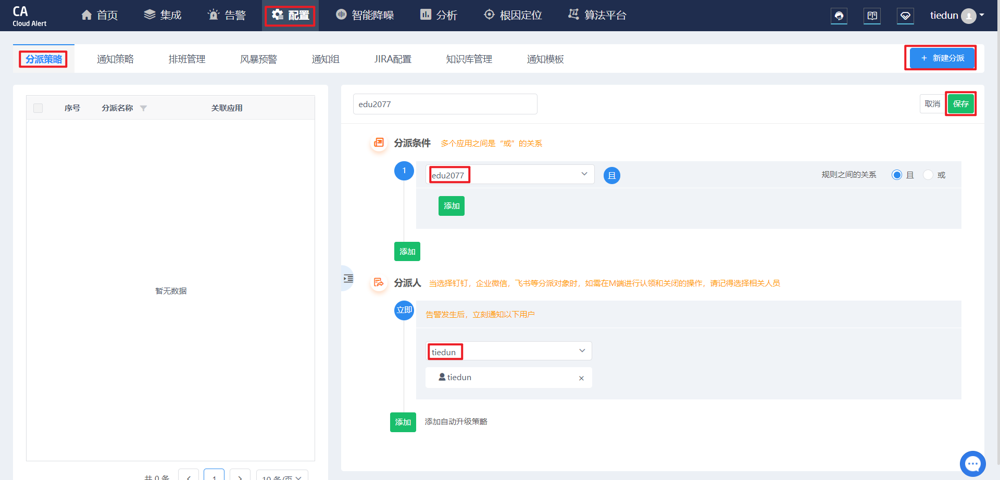 CA
Cloud Alert
首页
集成
告警
配置
智能降噪
分析
根因定位
算法平台
tiedun
分派策略
通知策略
排班管理
风暴预警
通知组
JIRA配置
知识库管理
通知模板
+ 新建分派
序号
分派名称
关联应用
暂无数据
共 0 条
1
10 条/页
edu2077
取消
保存
分派条件
多个应用之间是“或”的关系
1
edu2077
且
规则之间的关系
且
或
添加
添加
分派人
当选择钉钉，企业微信，飞书等分派对象时，如需在M端进行认领和关闭的操作，请记得选择相关人员
立即
告警发生后，立刻通知以下用户
tiedun
tiedun
×
添加
添加自动升级策略